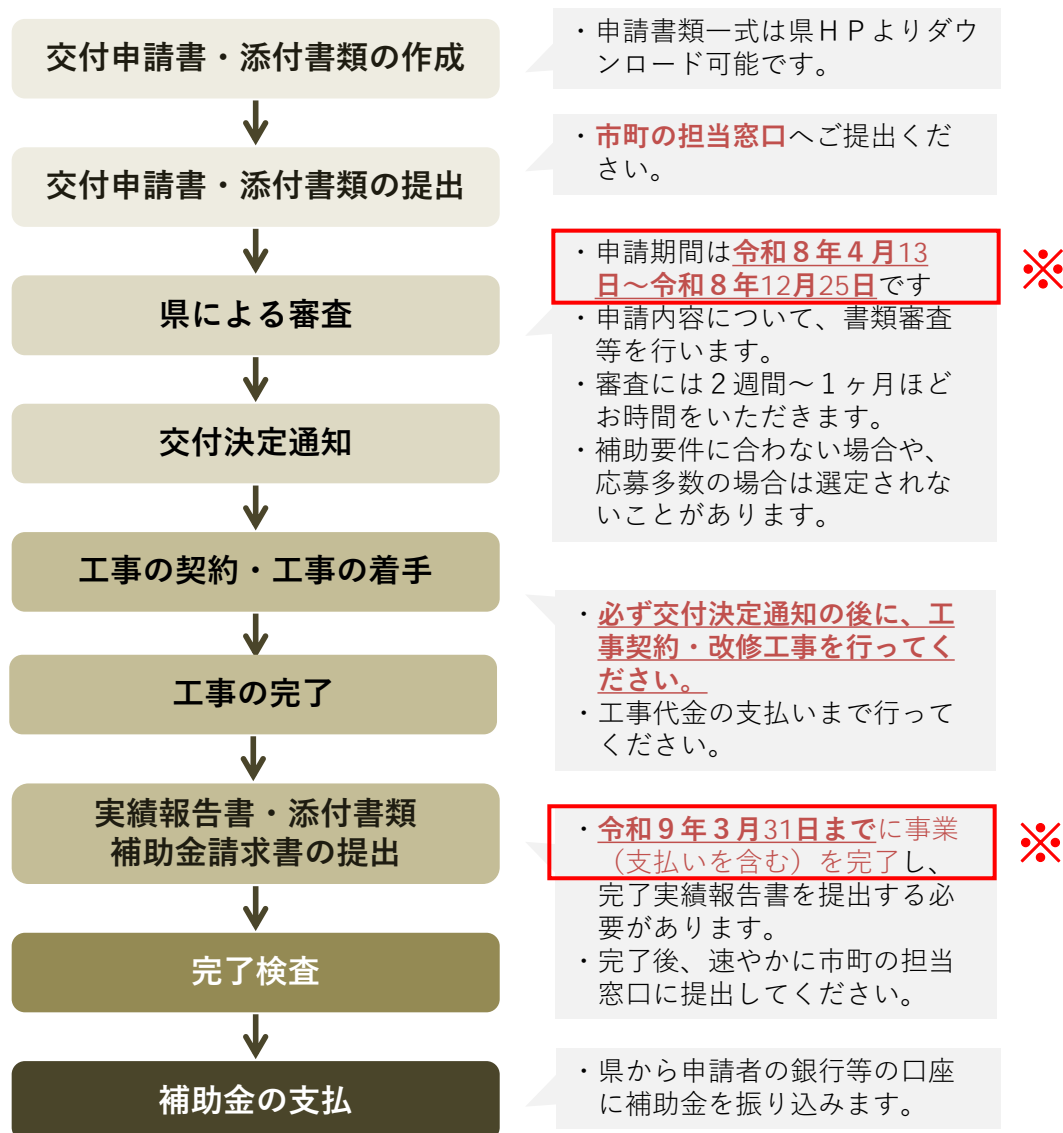 交付申請書・添付書類の作成
・申請書類一式は県ＨＰよりダウ
ンロード可能です。
交付申請書・添付書類の提出
・市町の担当窓口へご提出くだ
さい。
県による審査
・申請期間は令和８年４月13
日～令和８年12月25日です
※
・申請内容について、書類審査
等を行います。
・審査には２週間～１ヶ月ほど
お時間をいただきます。
・補助要件に合わない場合や、
応募多数の場合は選定されな
いことがあります。
交付決定通知
工事の契約・工事の着手
・必ず交付決定通知の後に、工
事契約・改修工事を行ってく
ださい。
・工事代金の支払いまで行って
ください。
工事の完了
実績報告書・添付書類
補助金請求書の提出
・令和９年３月31日までに事業
（支払いを含む）を完了し、
※
完了実績報告書を提出する必
要があります。
・完了後、速やかに市町の担当
窓口に提出してください。
完了検査
補助金の支払
・県から申請者の銀行等の口座
に補助金を振り込みます。